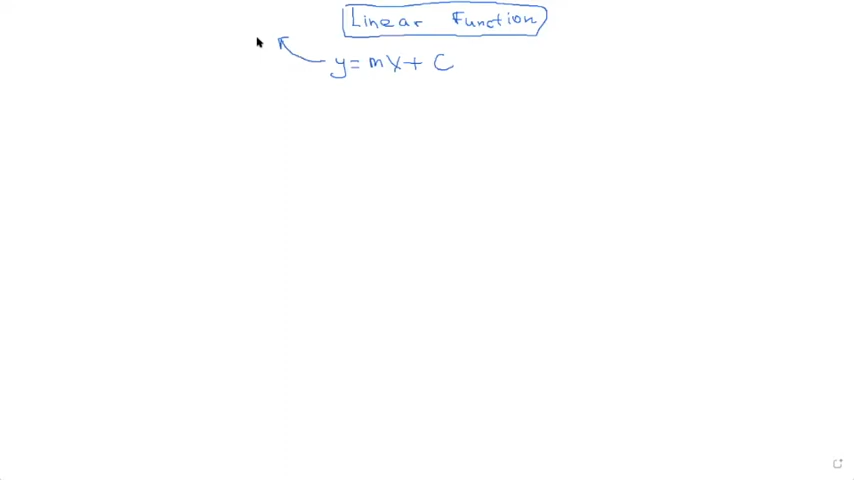 Linear Function
y = mx + c